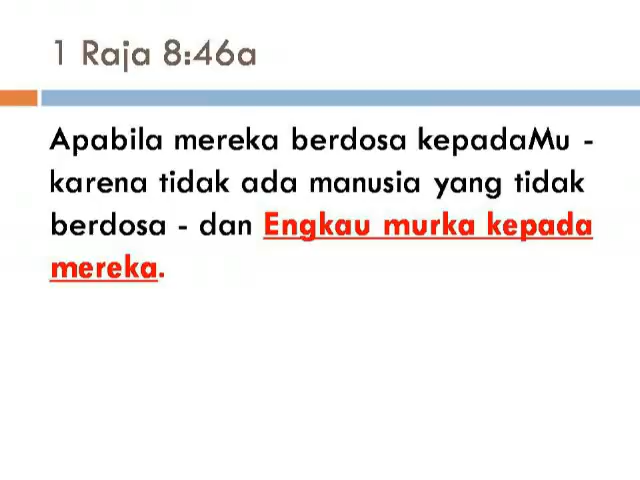 1 Raja 8:46a
Apabila mereka berdosa kepadaMu -
karena tidak ada manusia yang tidak
berdosa - dan Engkau murka kepada
mereka.